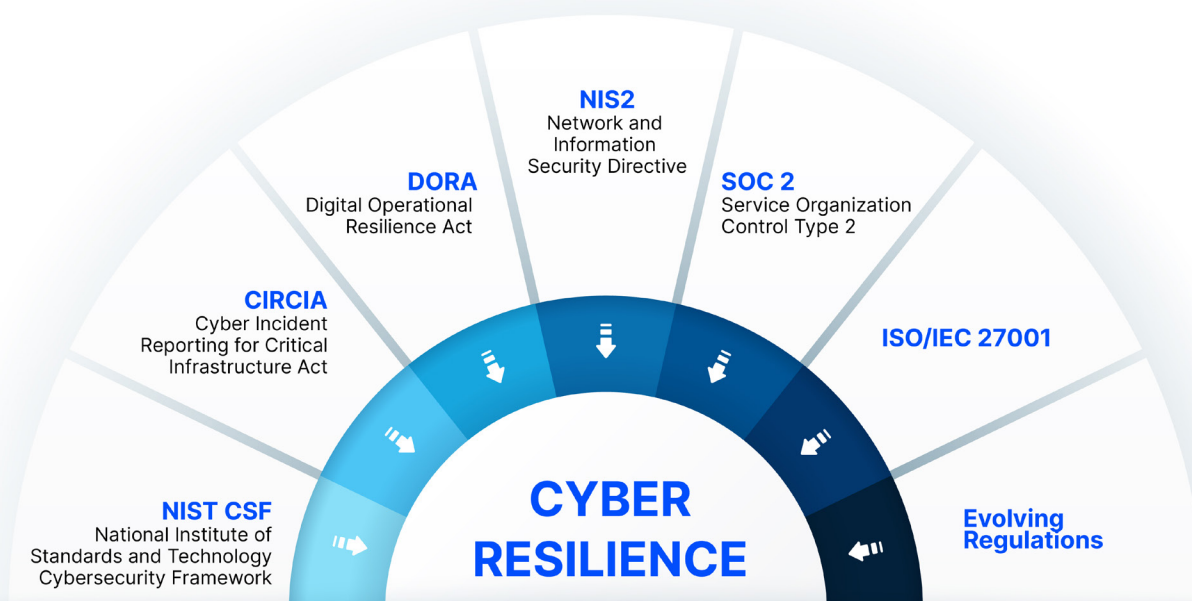 NIS2
Network and
Information
Security Directive
DORA
Digital Operational
Resilience Act
SOC 2
Service Organization
Control Type 2
CIRCIA
Cyber Incident
Reporting for Critical
Infrastructure Act
ISO/IEC 27001
NIST CSF
National Institute of
Standards and Technology
Cybersecurity Framework
CYBER
RESILIENCE
Evolving
Regulations